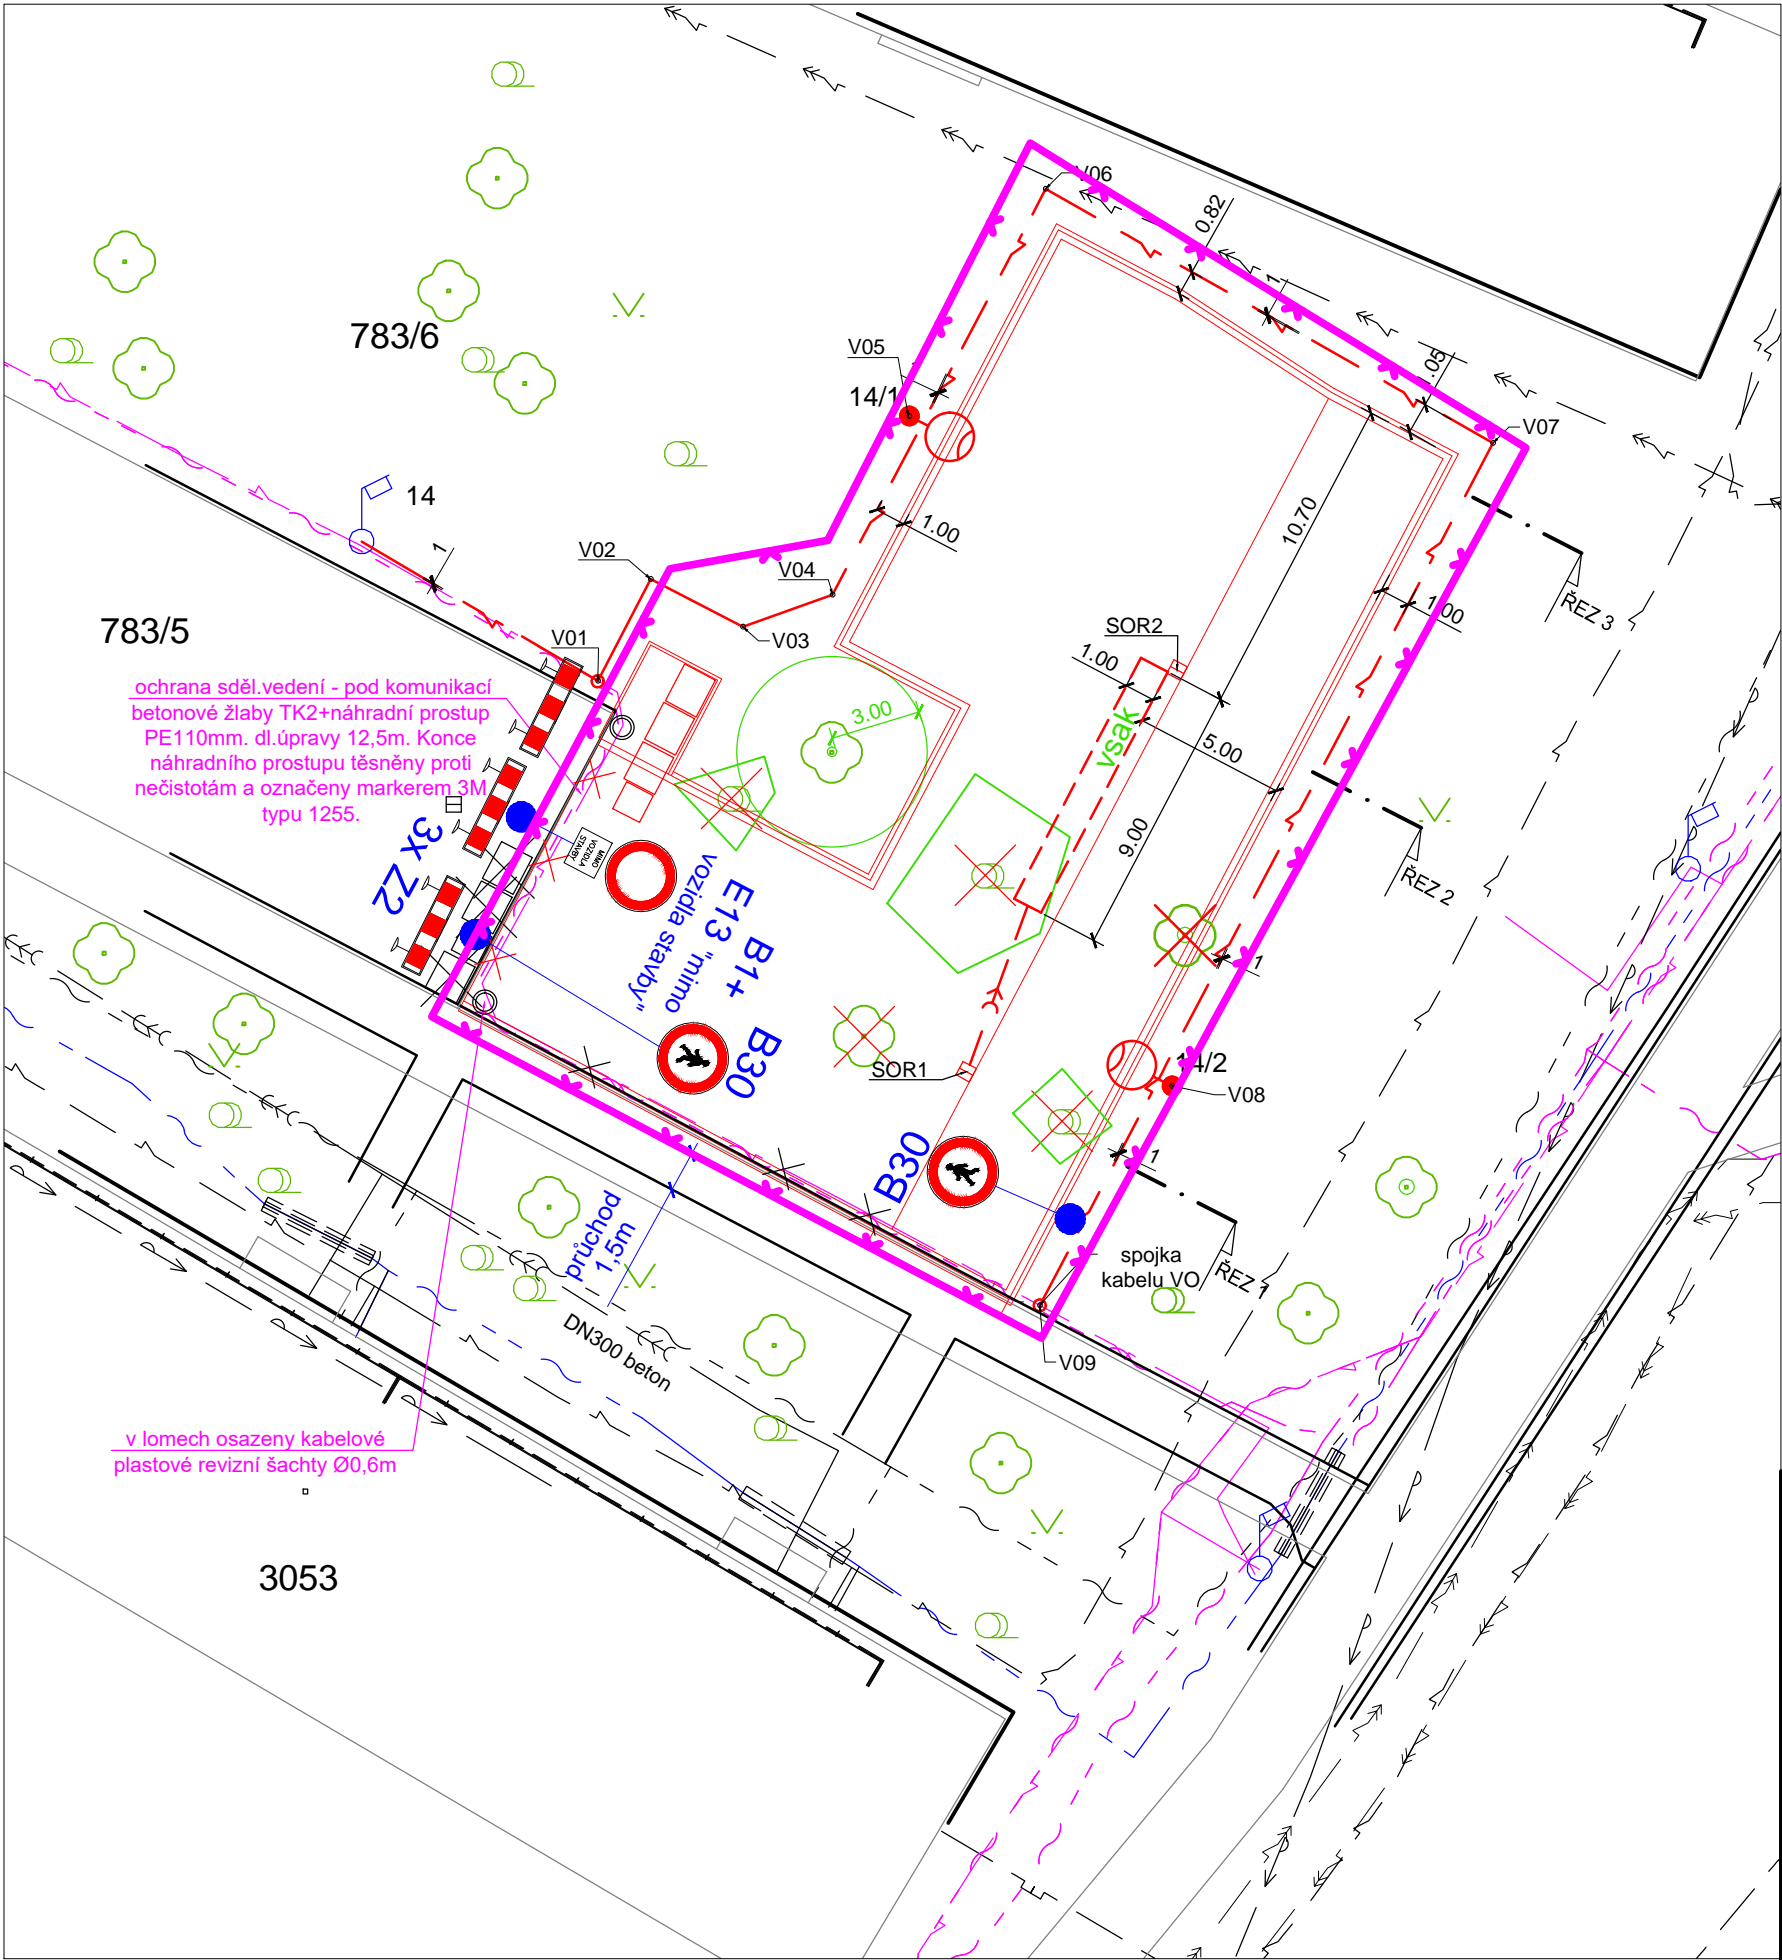 V06
0.82
1
783/6
V05
14/1
.05
V07
14
1
V02
1.00
10.70
V04
ŘEZ 3
783/5
V01
V03
SOR2
1.00
1.00
ochrana sděl.vedení - pod komunikací
betonové žlaby TK2+náhradní prostup
PE110mm. dl.úpravy 12,5m. Konce
náhradního prostupu těsněny proti
nečistotám a označeny markerem 3M
typu 1255.
3.00
vsak
5.00
3x Z2
MIMO
VOZIDLA
STAVBY
9.00
ŘEZ 2
B1+
E13 "mimo
vozidla stavby"
1
B30
SOR1
14/2
V08
B30
1
průchod
1,5m
spojka
kabelu VO
ŘEZ 1
DN300 beton
V09
v lomech osazeny kabelové
plastové revizní šachty Ø0,6m
3053